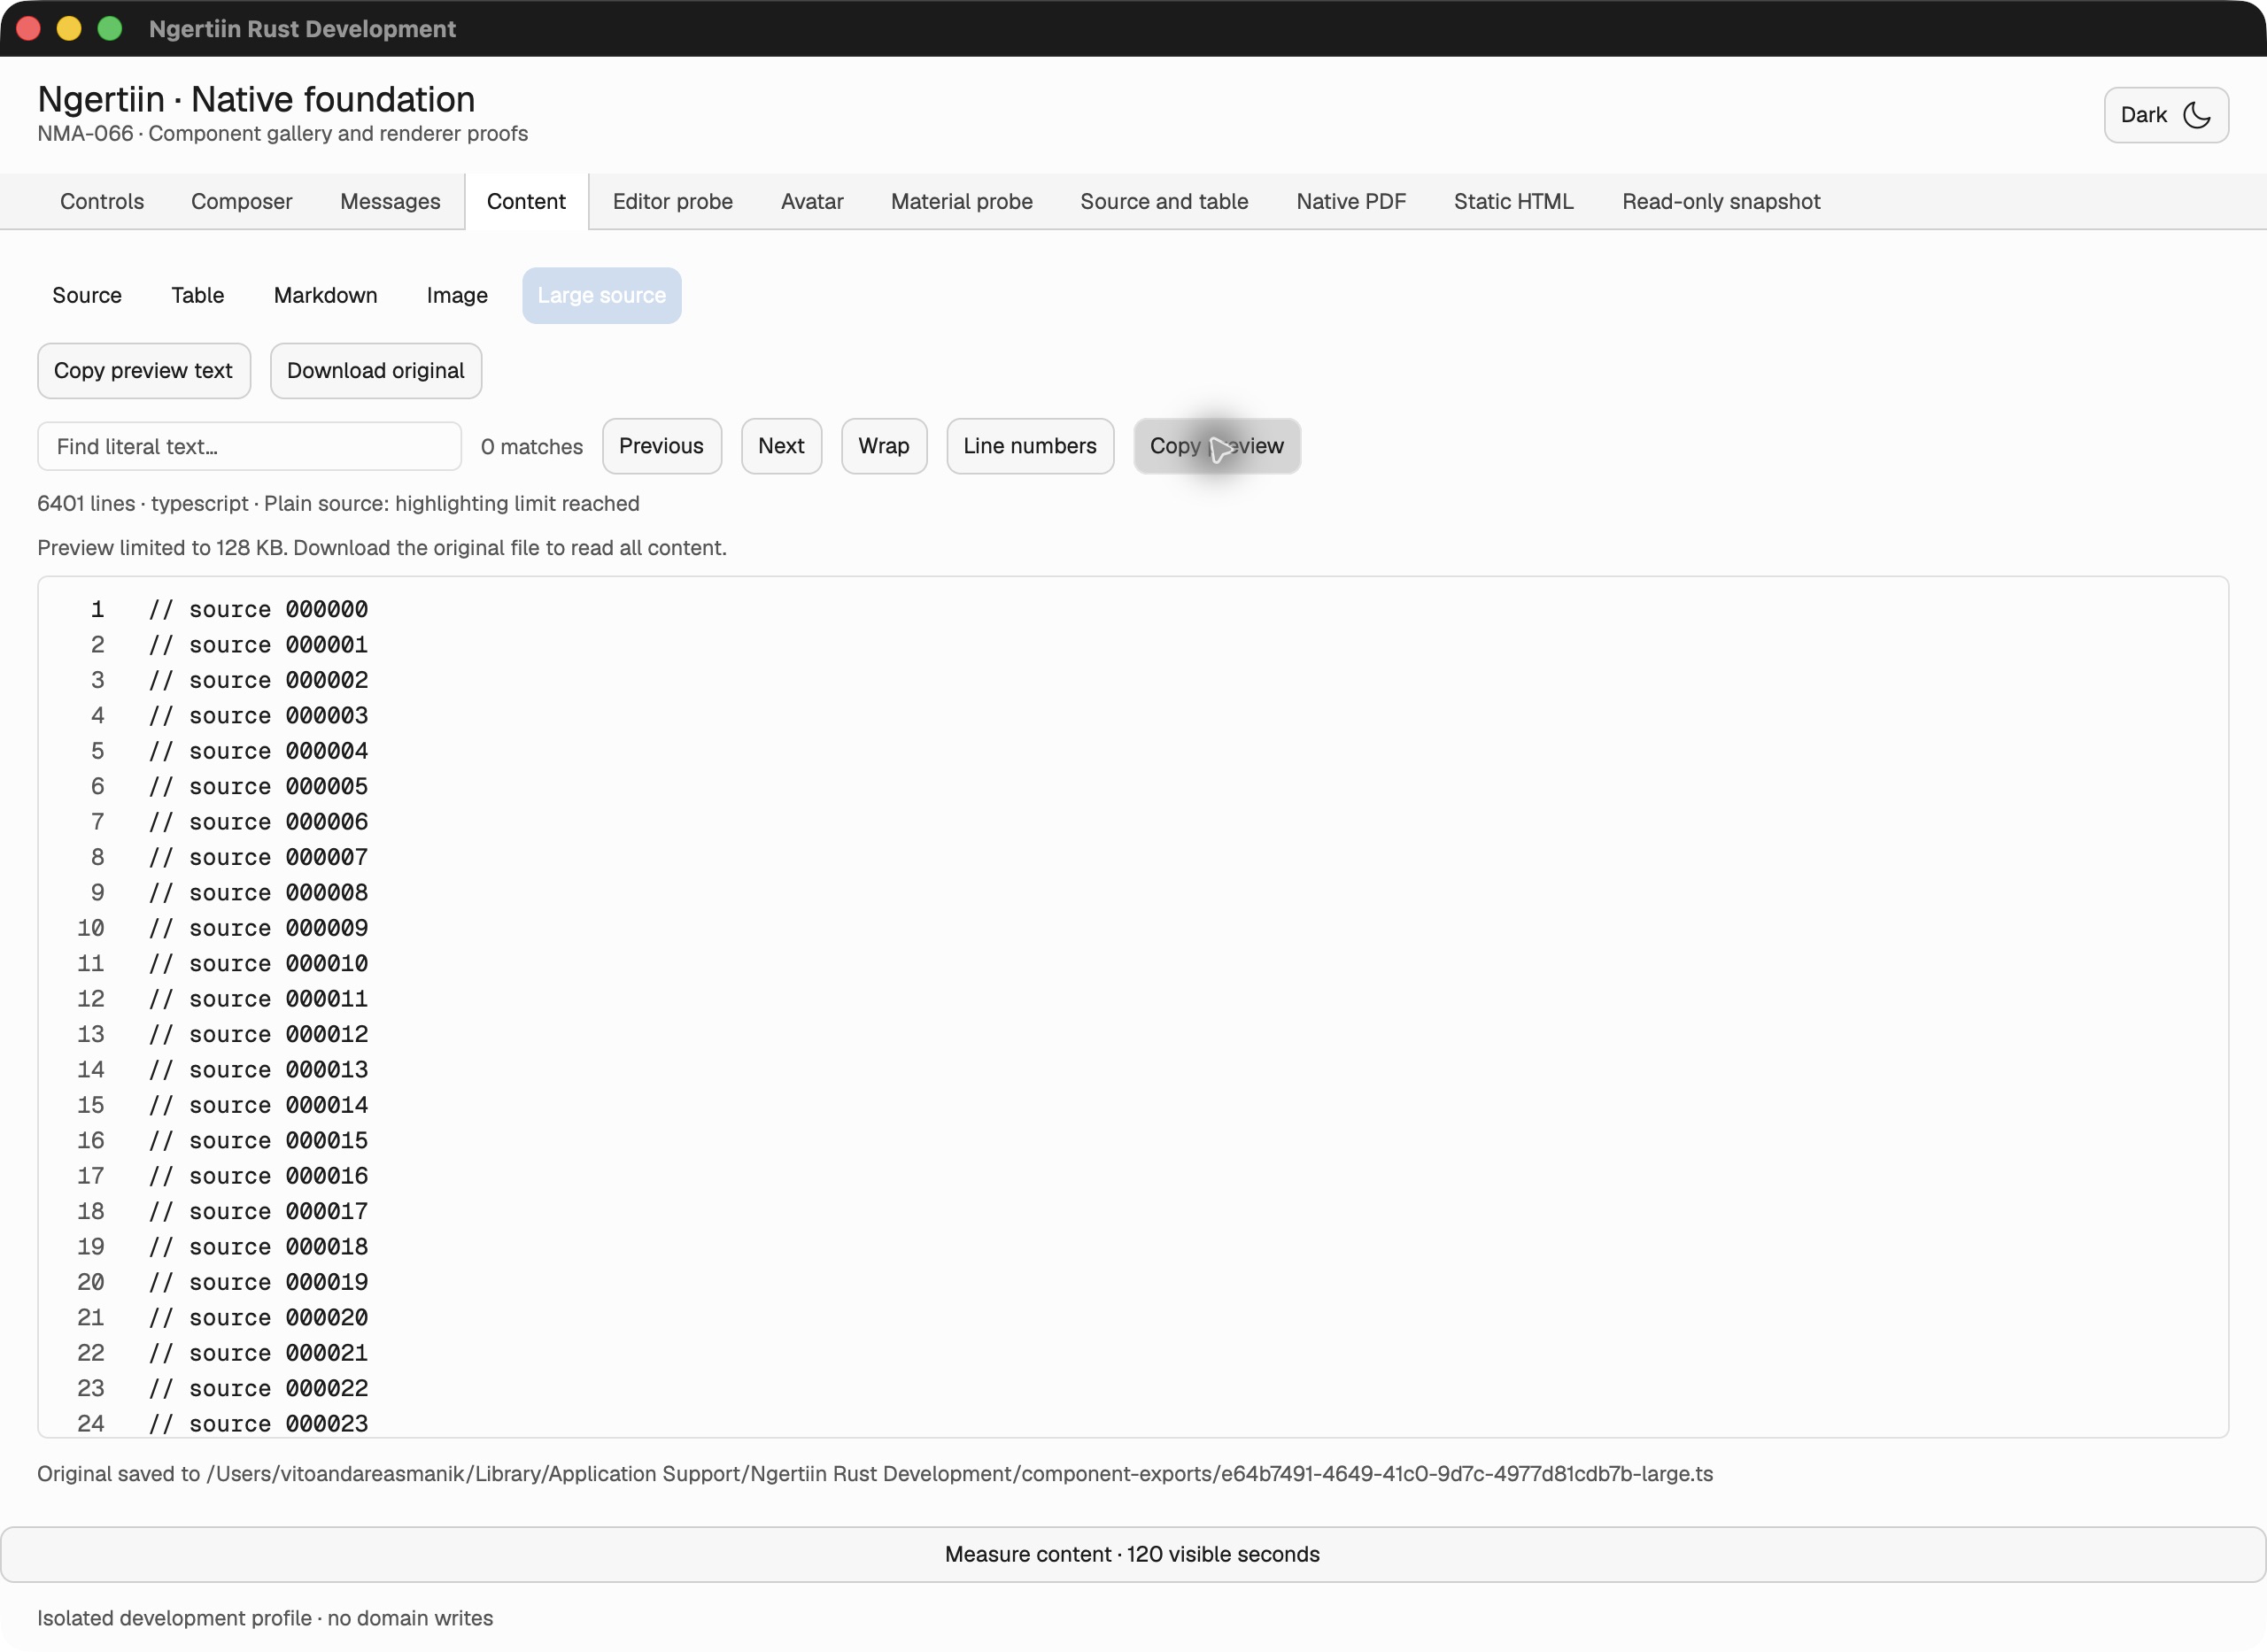 Ngertiin Rust Development
Ngertiin · Native foundation
NMA-066 · Component gallery and renderer proofs
Dark
Controls Composer Messages Content Editor probe Avatar Material probe Source and table Native PDF Static HTML Read-only snapshot
Source Table Markdown Image Large source
Copy preview text Download original
Find literal text… 0 matches Previous Next Wrap Line numbers Copy preview
6401 lines · typescript · Plain source: highlighting limit reached
Preview limited to 128 KB. Download the original file to read all content.
1 // source 000000
2 // source 000001
3 // source 000002
4 // source 000003
5 // source 000004
6 // source 000005
7 // source 000006
8 // source 000007
9 // source 000008
10 // source 000009
11 // source 000010
12 // source 000011
13 // source 000012
14 // source 000013
15 // source 000014
16 // source 000015
17 // source 000016
18 // source 000017
19 // source 000018
20 // source 000019
21 // source 000020
22 // source 000021
23 // source 000022
24 // source 000023
Original saved to /Users/vitoandareasmanik/Library/Application Support/Ngertiin Rust Development/component-exports/e64b7491-4649-41c0-9d7c-4977d81cdb7b-large.ts
Measure content · 120 visible seconds
Isolated development profile · no domain writes